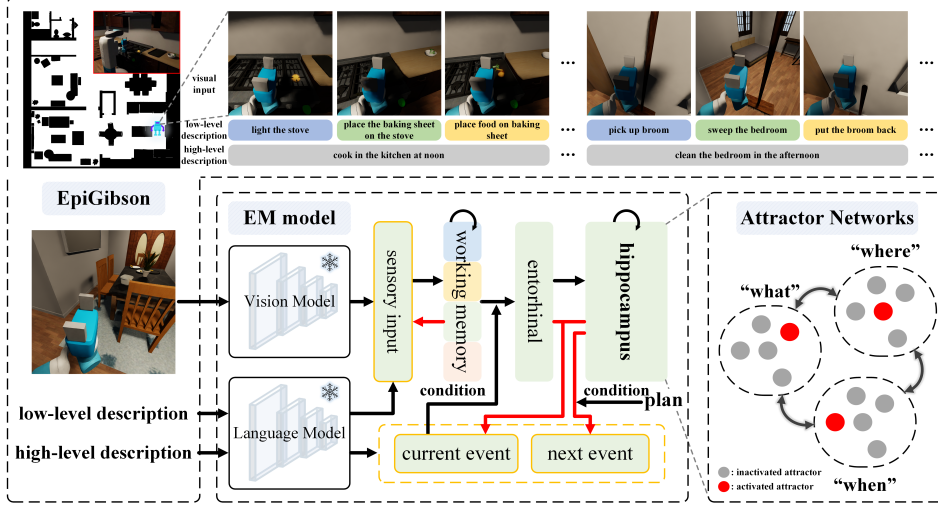 visual
input
low-level
description
light the stove
place the baking sheet
on the stove
place food on baking
sheet
...
pick up broom
sweep the bedroom
put the broom back
...
high-level
description
cook in the kitchen at noon
...
clean the bedroom in the afternoon
...
EpiGibson
EM model
Attractor Networks
Vision Model
sensory input
working memory
entorhinal
hippocampus
"where"
"what"
condition
condition
plan
low-level description
high-level description
Language Model
current event
next event
: inactivated attractor
: activated attractor
"when"